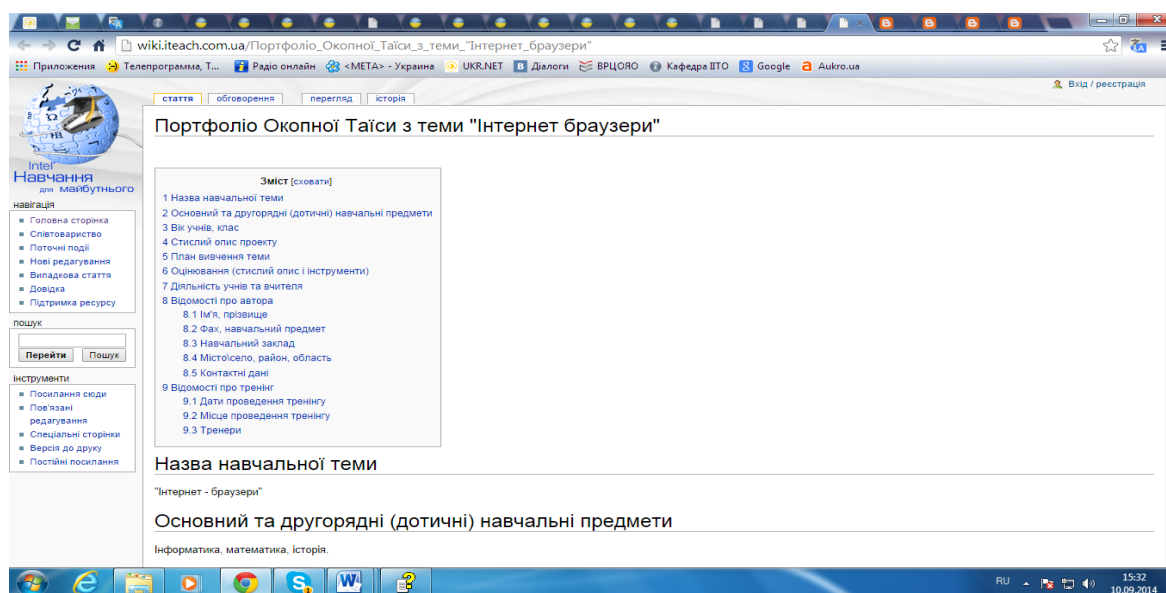 wiki.iteach.com.ua/Портфоліо_Окопної_Таїси_з_теми_"Інтернет_браузери"
Приложения Телепрограмма, Т... Радіо онлайн <META> - Украина UKR.NET Діалоги ВРЦОЯО Кафедра ІІТО Google Aukro.ua
Вхід / реєстрація
стаття обговорення перегляд історія
Портфоліо Окопної Таїси з теми "Інтернет браузери"
Intel®
Навчання
для майбутнього
навігація
Головна сторінка
Співтовариство
Поточні події
Нові редагування
Випадкова стаття
Довідка
Підтримка ресурсу
пошук
Перейти Пошук
інструменти
Посилання сюди
Пов'язані
редагування
Спеціальні сторінки
Версія до друку
Постійні посилання
Зміст [сховати]
1 Назва навчальної теми
2 Основний та другорядні (дотичні) навчальні предмети
3 Вік учнів, клас
4 Стислий опис проекту
5 План вивчення теми
6 Оцінювання (стислий опис і інструменти)
7 Діяльність учнів та вчителя
8 Відомості про автора
8.1 Ім'я, прізвище
8.2 Фах, навчальний предмет
8.3 Навчальний заклад
8.4 Місто\село, район, область
8.5 Контактні дані
9 Відомості про тренінг
9.1 Дати проведення тренінгу
9.2 Місце проведення тренінгу
9.3 Тренери
Назва навчальної теми
"Інтернет - браузери"
Основний та другорядні (дотичні) навчальні предмети
Інформатика, математика, історія.
RU 15:32
10.09.2014